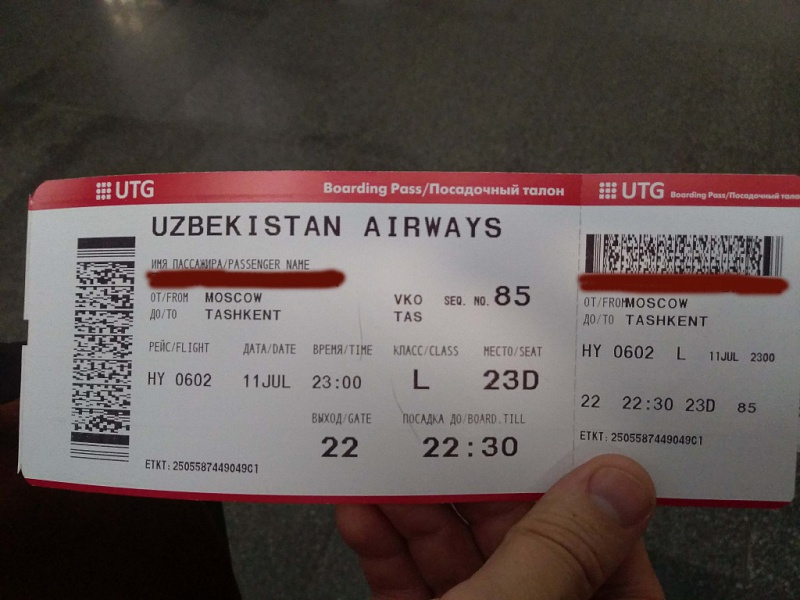 UTG Boarding Pass/Посадочный талон
UZBEKISTAN AIRWAYS
ИМЯ ПАССАЖИРА/PASSENGER NAME
ОТ/FROM MOSCOW VKO SEQ. NO. 85
ДО/TO TASHKENT TAS
РЕЙС/FLIGHT ДАТА/DATE ВРЕМЯ/TIME КЛАСС/CLASS МЕСТО/SEAT
HY 0602 11JUL 23:00 L 23D
ВЫХОД/GATE ПОСАДКА ДО/BOARD.TILL
22 22:30
ETKT:2505587449049C1
UTG Boarding Pass/Посадочный тало
ОТ/FROM MOSCOW
ДО/TO TASHKENT
HY 0602 L 11JUL 2300
22 22:30 23D 85
ETKT:2505587449049C1